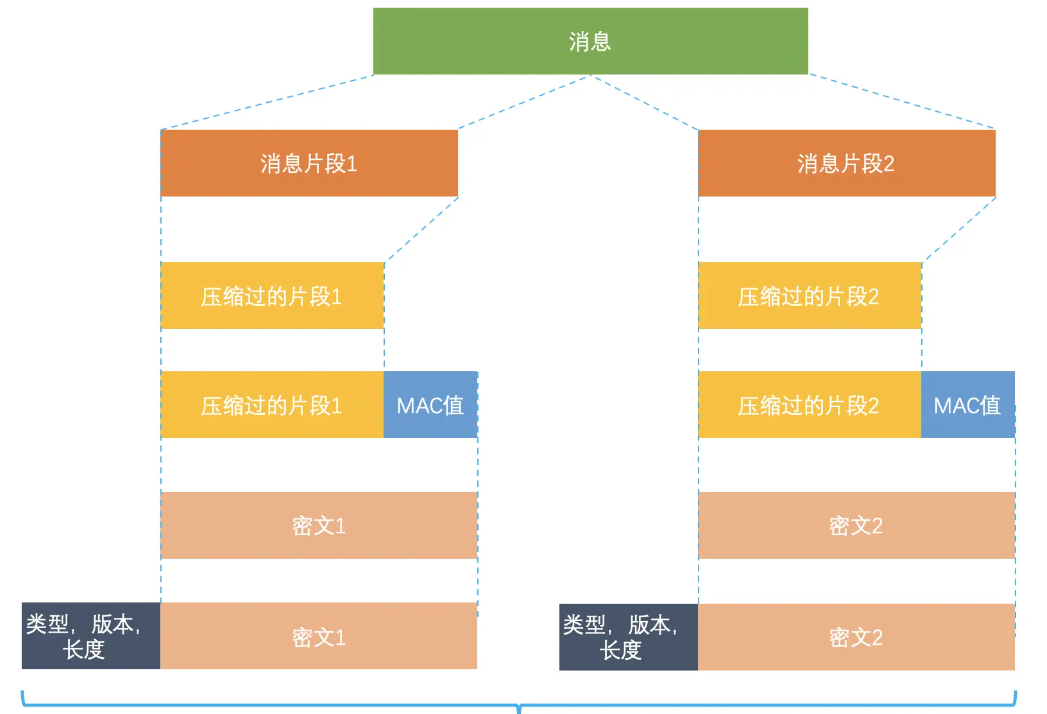 消息
消息片段1
消息片段2
压缩过的片段1
压缩过的片段2
压缩过的片段1
MAC值
压缩过的片段2
MAC值
密文1
密文2
类型，版本，
长度
密文1
类型，版本，
长度
密文2